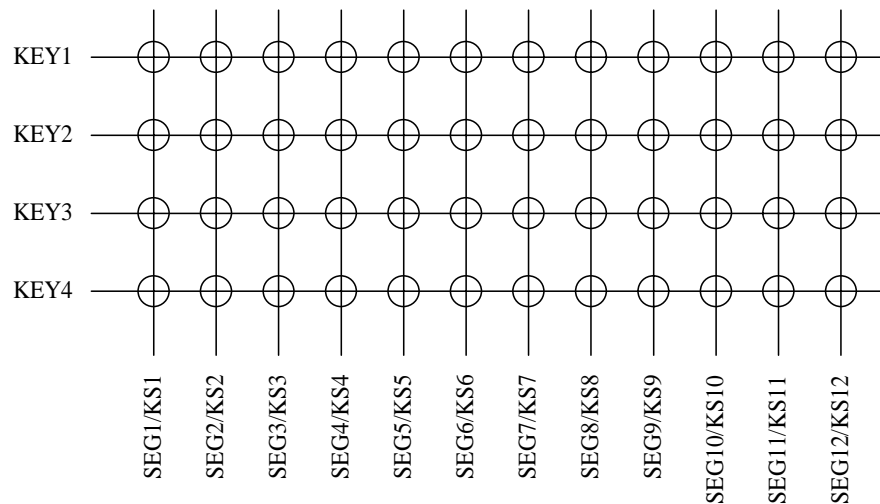 KEY1
KEY2
KEY3
KEY4
SEG1/KS1
SEG2/KS2
SEG3/KS3
SEG4/KS4
SEG5/KS5
SEG6/KS6
SEG7/KS7
SEG8/KS8
SEG9/KS9
SEG10/KS10
SEG11/KS11
SEG12/KS12